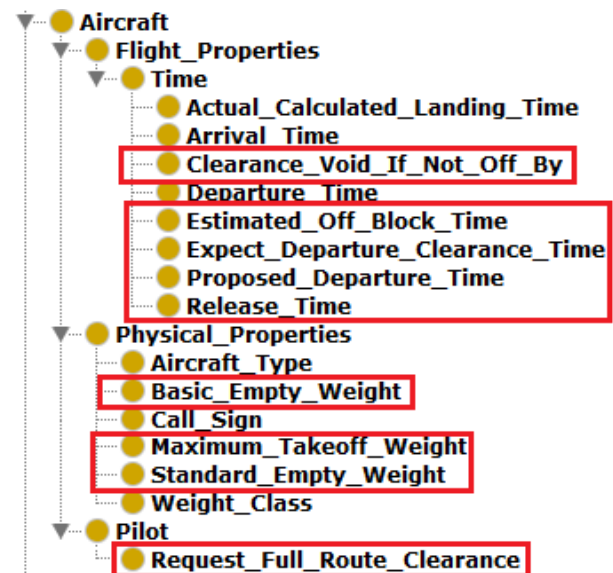 Aircraft
Flight_Properties
Time
Actual_Calculated_Landing_Time
Arrival_Time
Clearance_Void_If_Not_Off_By
Departure_Time
Estimated_Off_Block_Time
Expect_Departure_Clearance_Time
Proposed_Departure_Time
Release_Time
Physical_Properties
Aircraft_Type
Basic_Empty_Weight
Call_Sign
Maximum_Takeoff_Weight
Standard_Empty_Weight
Weight_Class
Pilot
Request_Full_Route_Clearance